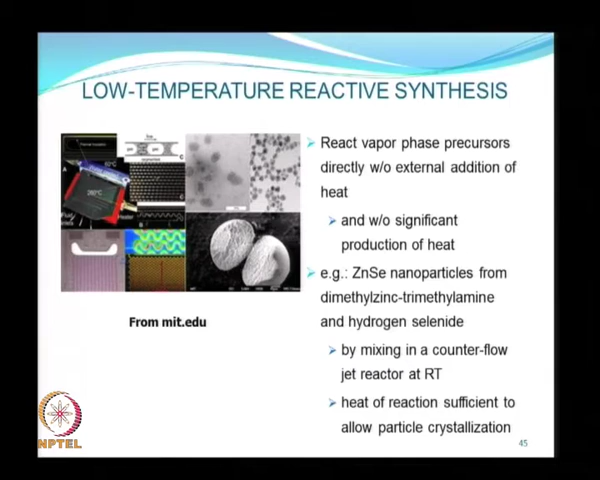 LOW-TEMPERATURE REACTIVE SYNTHESIS
React vapor phase precursors
directly w/o external addition of
heat
and w/o significant
production of heat
e.g.: ZnSe nanoparticles from
dimethylzinc-trimethylamine
and hydrogen selenide
by mixing in a counter-flow
jet reactor at RT
heat of reaction sufficient to
allow particle crystallization
From mit.edu
NPTEL
45